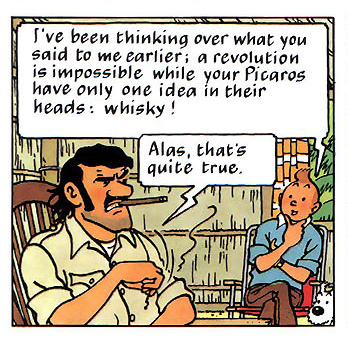 I've been thinking over what you
said to me earlier; a revolution
is impossible while your Picaros
have only one idea in their
heads: whisky!
Alas, that's
quite true.